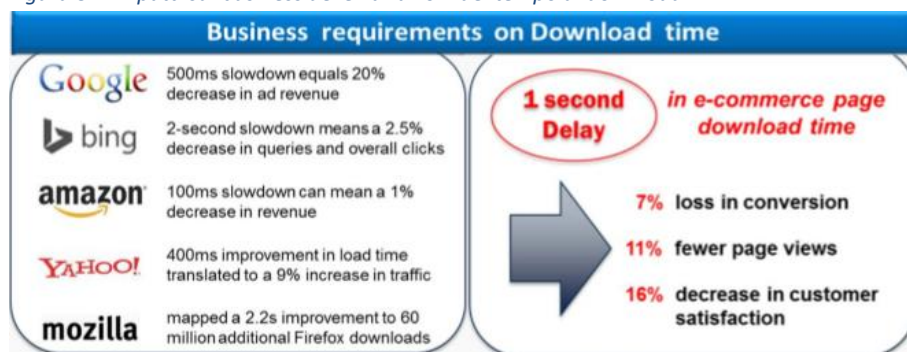 Business requirements on Download time
Google
500ms slowdown equals 20%
decrease in ad revenue
bing
2-second slowdown means a 2.5%
decrease in queries and overall clicks
amazon
100ms slowdown can mean a 1%
decrease in revenue
YAHOO!
400ms improvement in load time
translated to a 9% increase in traffic
mozilla
mapped a 2.2s improvement to 60
million additional Firefox downloads
1 second
Delay
in e-commerce page
download time
7% loss in conversion
11% fewer page views
16% decrease in customer
satisfaction